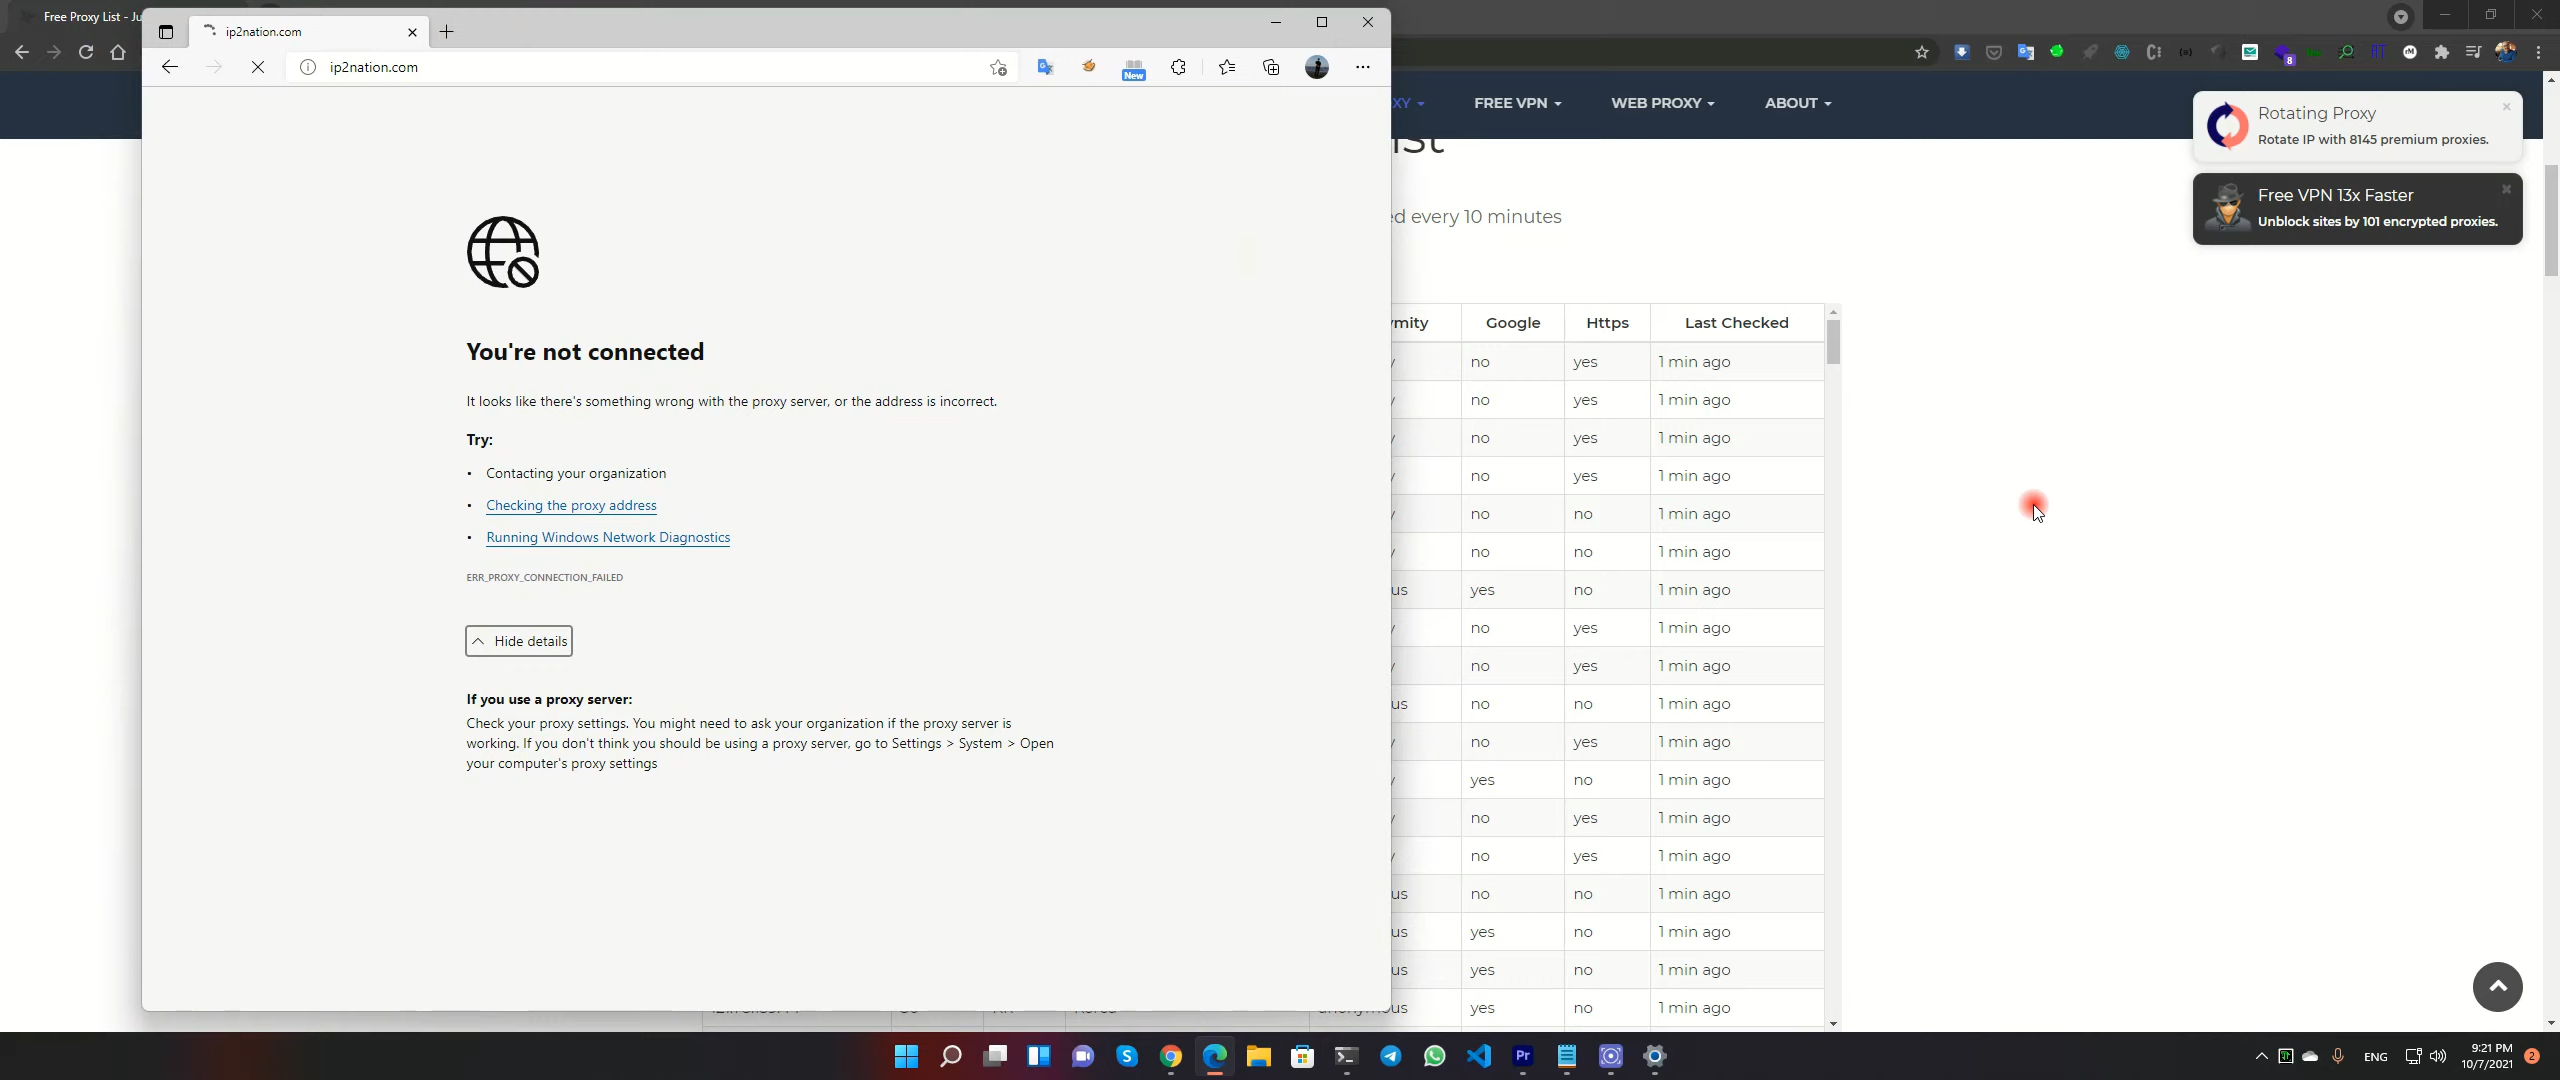 Free Proxy List - Ju
ip2nation.com
ip2nation.com
New
8
XY
FREE VPN
WEB PROXY
ABOUT
Rotating Proxy
Rotate IP with 8145 premium proxies.
Free VPN 13x Faster
Unblock sites by 101 encrypted proxies.
ed every 10 minutes
You're not connected
It looks like there's something wrong with the proxy server, or the address is incorrect.
Try:
• Contacting your organization
• Checking the proxy address
• Running Windows Network Diagnostics
ERR_PROXY_CONNECTION_FAILED
Hide details
If you use a proxy server:
Check your proxy settings. You might need to ask your organization if the proxy server is
working. If you don't think you should be using a proxy server, go to Settings > System > Open
your computer's proxy settings
ymity Google Https Last Checked
y no yes 1 min ago
y no yes 1 min ago
y no yes 1 min ago
y no yes 1 min ago
y no no 1 min ago
y no no 1 min ago
us yes no 1 min ago
y no yes 1 min ago
y no yes 1 min ago
us no no 1 min ago
y no yes 1 min ago
y yes no 1 min ago
y no yes 1 min ago
y no yes 1 min ago
us no no 1 min ago
us yes no 1 min ago
us yes no 1 min ago
anonymous yes no 1 min ago
Pr
ENG
9:21 PM
10/7/2021
2